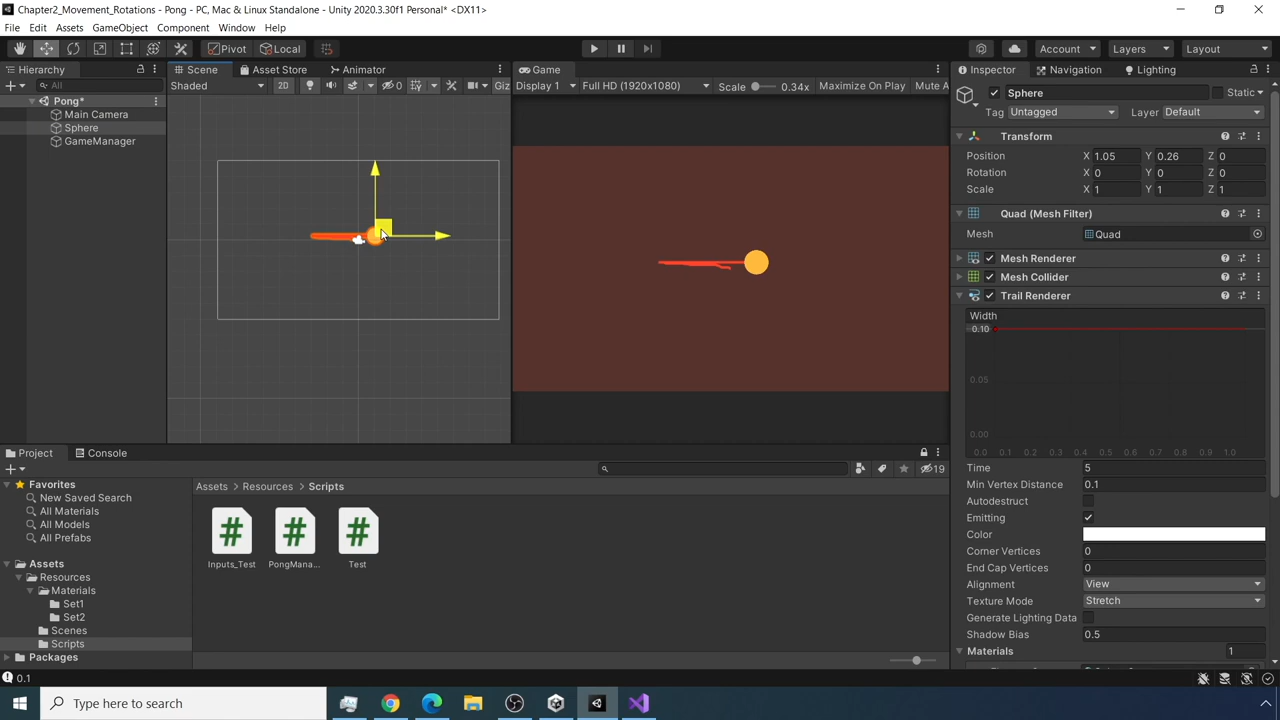 Chapter2_Movement_Rotations - Pong - PC, Mac & Linux Standalone - Unity 2020.3.30f1 Personal* <DX11>
File Edit Assets GameObject Component Window Help
Pivot Local Account Layers Layout
Hierarchy Scene Asset Store Animator Game Inspector Navigation Lighting
All Shaded 2D 0 Giz Display 1 Full HD (1920x1080) Scale 0.34x Maximize On Play Mute A Sphere Static
Pong*
Main Camera
Sphere
GameManager
Tag Untagged Layer Default
Transform
Position X 1.05 Y 0.26 Z 0
Rotation X 0 Y 0 Z 0
Scale X 1 Y 1 Z 1
Quad (Mesh Filter)
Mesh Quad
Mesh Renderer
Mesh Collider
Trail Renderer
Width
0.10
0.05
0.00
0.0 0.1 0.2 0.3 0.4 0.5 0.6 0.7 0.8 0.9 1.0
Time 5
Min Vertex Distance 0.1
Autodestruct
Emitting
Color
Corner Vertices 0
End Cap Vertices 0
Alignment View
Texture Mode Stretch
Generate Lighting Data
Shadow Bias 0.5
Materials 1
Project Console
19
Favorites
New Saved Search
All Materials
All Models
All Prefabs
Assets
Resources
Materials
Set1
Set2
Scenes
Scripts
Packages
Assets Resources Scripts
Inputs_Test PongMana... Test
0.1
Type here to search